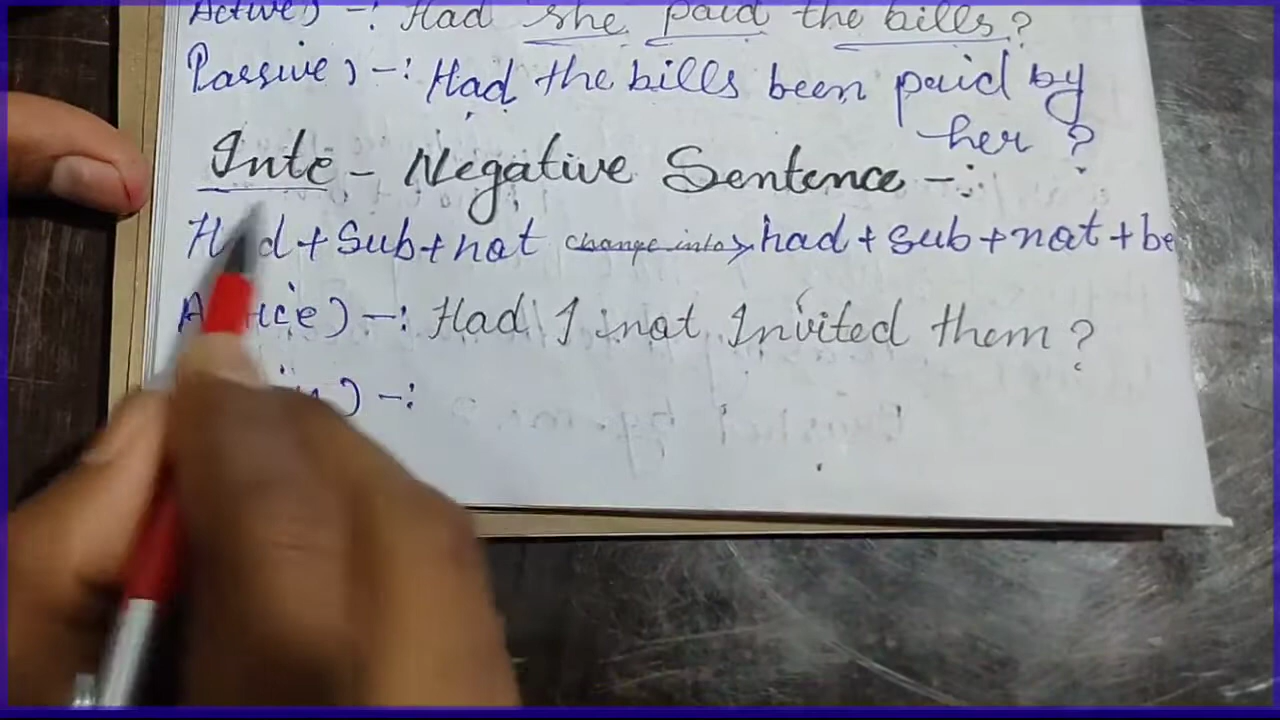 Active) -: Had she paid the bills?
Passive) -: Had the bills been paid by
her ?
Inte - Negative Sentence -:
Had + Sub + not change into> had + sub + not + be
Had I not Invited them ?
-: